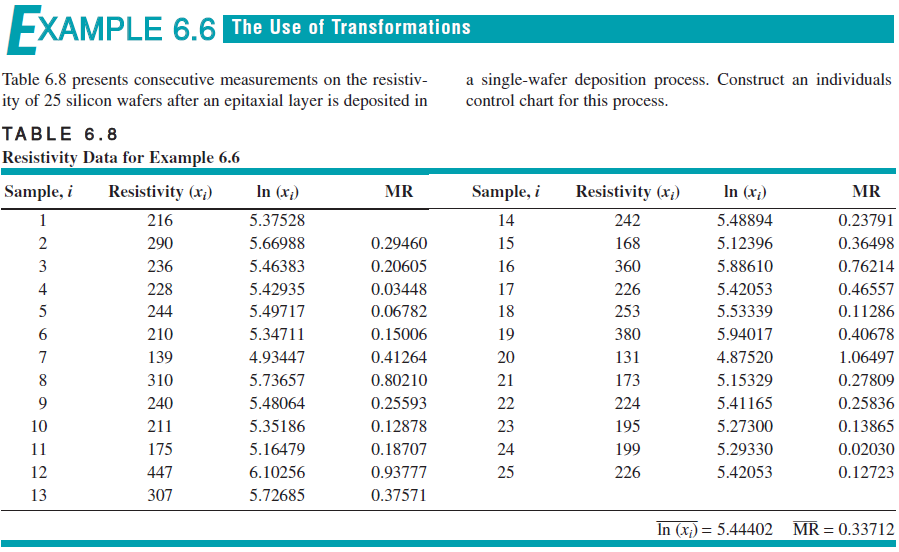 EXAMPLE 6.6 The Use of Transformations
Table 6.8 presents consecutive measurements on the resistiv-
ity of 25 silicon wafers after an epitaxial layer is deposited in
a single-wafer deposition process. Construct an individuals
control chart for this process.
TABLE 6.8
Resistivity Data for Example 6.6
Sample, i Resistivity (xᵢ) ln (xᵢ) MR Sample, i Resistivity (xᵢ) ln (xᵢ) MR
1 216 5.37528 14 242 5.48894 0.23791
2 290 5.66988 0.29460 15 168 5.12396 0.36498
3 236 5.46383 0.20605 16 360 5.88610 0.76214
4 228 5.42935 0.03448 17 226 5.42053 0.46557
5 244 5.49717 0.06782 18 253 5.53339 0.11286
6 210 5.34711 0.15006 19 380 5.94017 0.40678
7 139 4.93447 0.41264 20 131 4.87520 1.06497
8 310 5.73657 0.80210 21 173 5.15329 0.27809
9 240 5.48064 0.25593 22 224 5.41165 0.25836
10 211 5.35186 0.12878 23 195 5.27300 0.13865
11 175 5.16479 0.18707 24 199 5.29330 0.02030
12 447 6.10256 0.93777 25 226 5.42053 0.12723
13 307 5.72685 0.37571
l̅n̅ ̅(̅x̅ᵢ̅)̅ = 5.44402 M̅R̅ = 0.33712